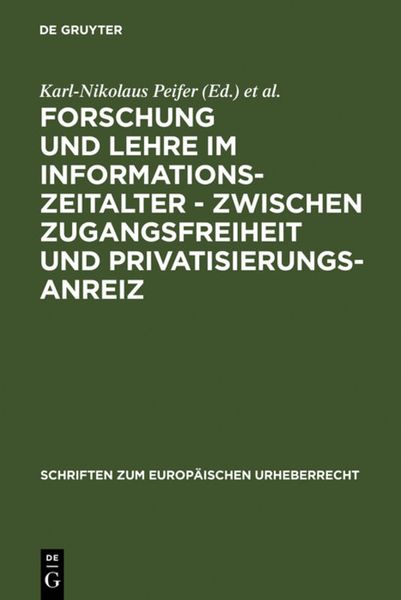 DE GRUYTER
Karl-Nikolaus Peifer (Ed.) et al.
FORSCHUNG
UND LEHRE IM
INFORMATIONS-
ZEITALTER - ZWISCHEN
ZUGANGSFREIHEIT
UND PRIVATISIERUNGS-
ANREIZ
SCHRIFTEN ZUM EUROPÄISCHEN URHEBERRECHT
DE
G